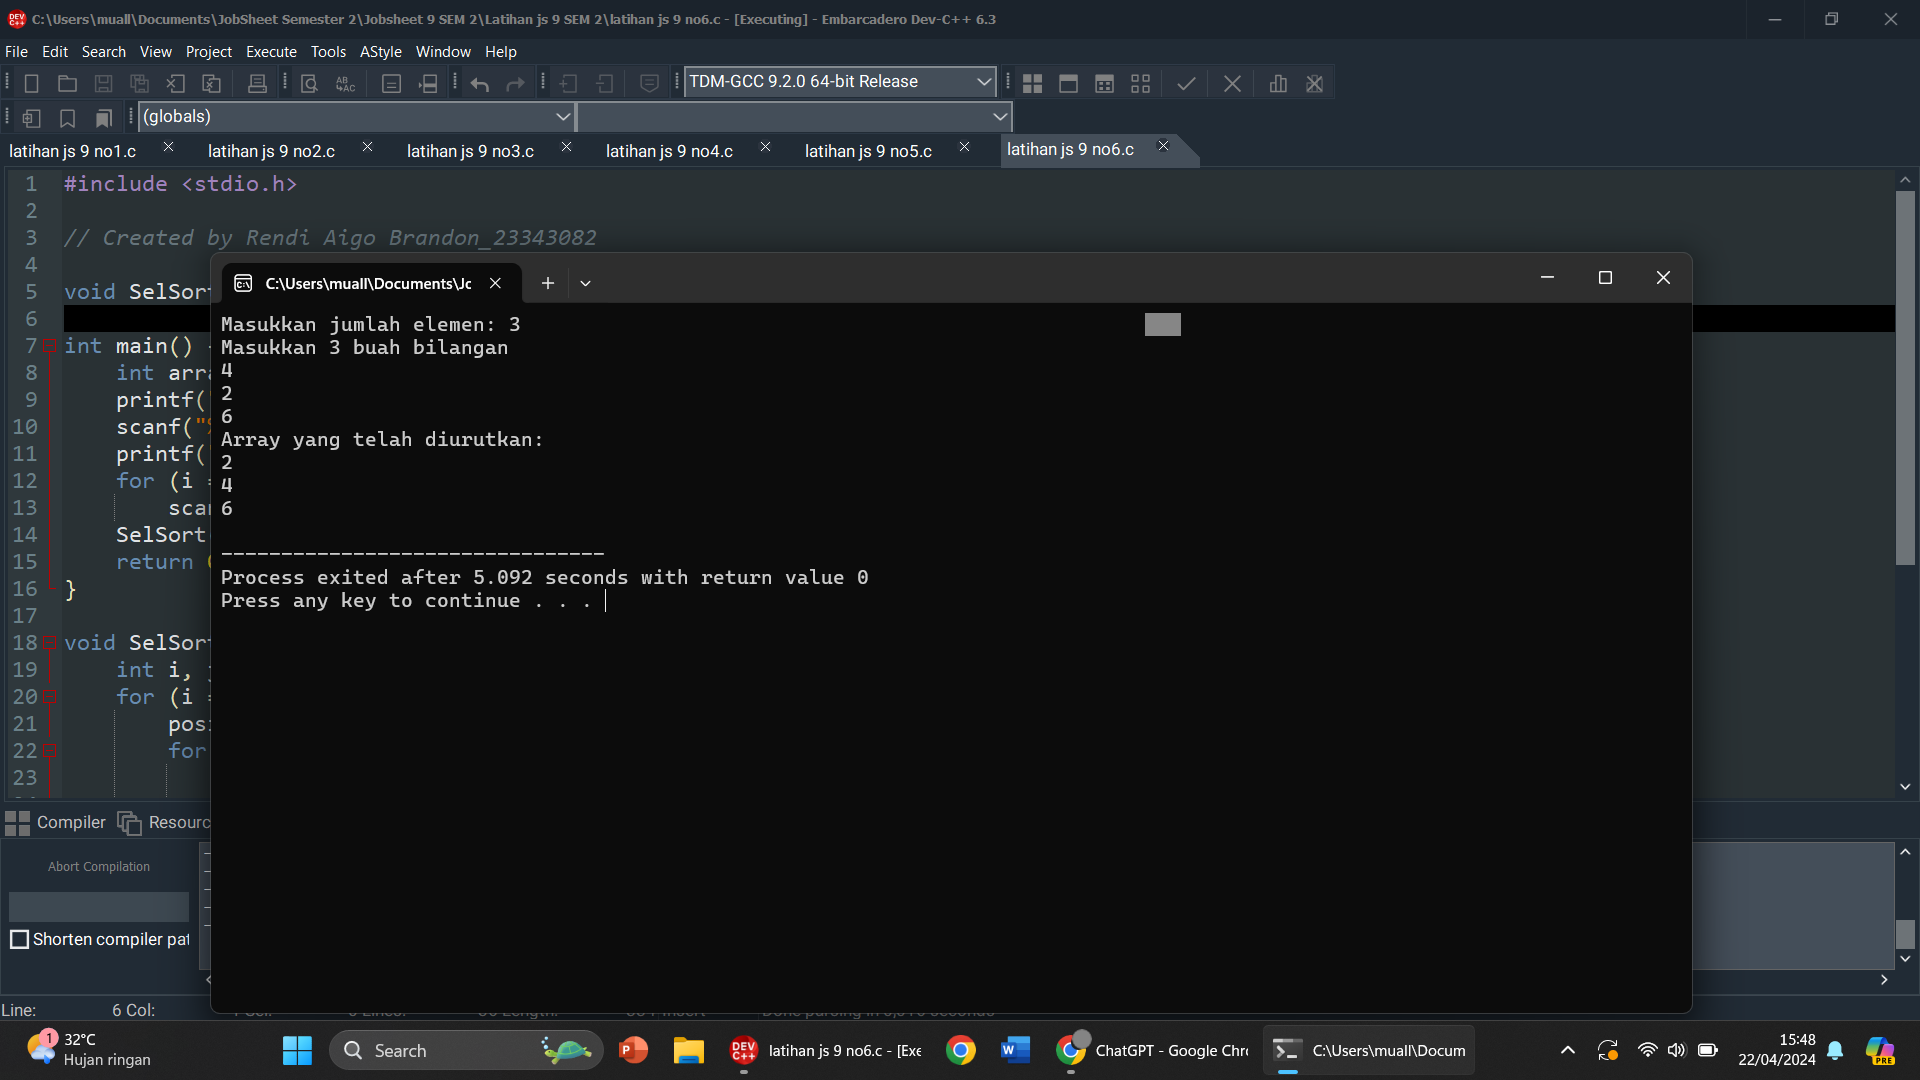 C:\Users\muall\Documents\JobSheet Semester 2\Jobsheet 9 SEM 2\Latihan js 9 SEM 2\latihan js 9 no6.c - [Executing] - Embarcadero Dev-C++ 6.3
File Edit Search View Project Execute Tools AStyle Window Help
TDM-GCC 9.2.0 64-bit Release
(globals)
latihan js 9 no1.c latihan js 9 no2.c latihan js 9 no3.c latihan js 9 no4.c latihan js 9 no5.c latihan js 9 no6.c
1 #include <stdio.h>
2
3 // Created by Rendi Aigo Brandon_23343082
4
5 void SelSort
6
7 int main()
8 int arra
9 printf(
10 scanf("%
11 printf(
12 for (i =
13 scan
14 SelSort
15 return
16 }
17
18 void SelSort
19 int i,
20 for (i =
21 posi
22 for
23
C:\Users\muall\Documents\Jc
Masukkan jumlah elemen: 3
Masukkan 3 buah bilangan
4
2
6
Array yang telah diurutkan:
2
4
6
--------------------------------
Process exited after 5.092 seconds with return value 0
Press any key to continue . . .
Compiler Resourc
Abort Compilation
Shorten compiler pat
Line: 6 Col:
32°C
Hujan ringan
1
Search
latihan js 9 no6.c - [Exe
ChatGPT - Google Chr
C:\Users\muall\Docum
15:48
22/04/2024
PRE